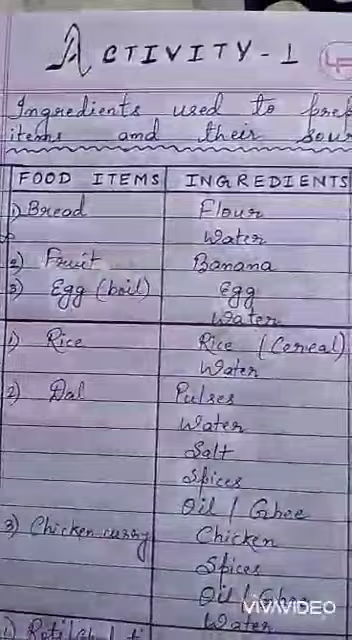 ACTIVITY-1
Ingredients used to prep
items and their sour
FOOD ITEMS INGREDIENTS
1) Bread Flour
Water
2) Fruit Banana
3) Egg (boil) Egg
Water
1) Rice Rice (Cereal)
Water
2) Dal Pulses
Water
Salt
Spices
Oil / Ghee
3) Chicken curry Chicken
Spices
Oil / Ghee
Water
VIVAVIDEO